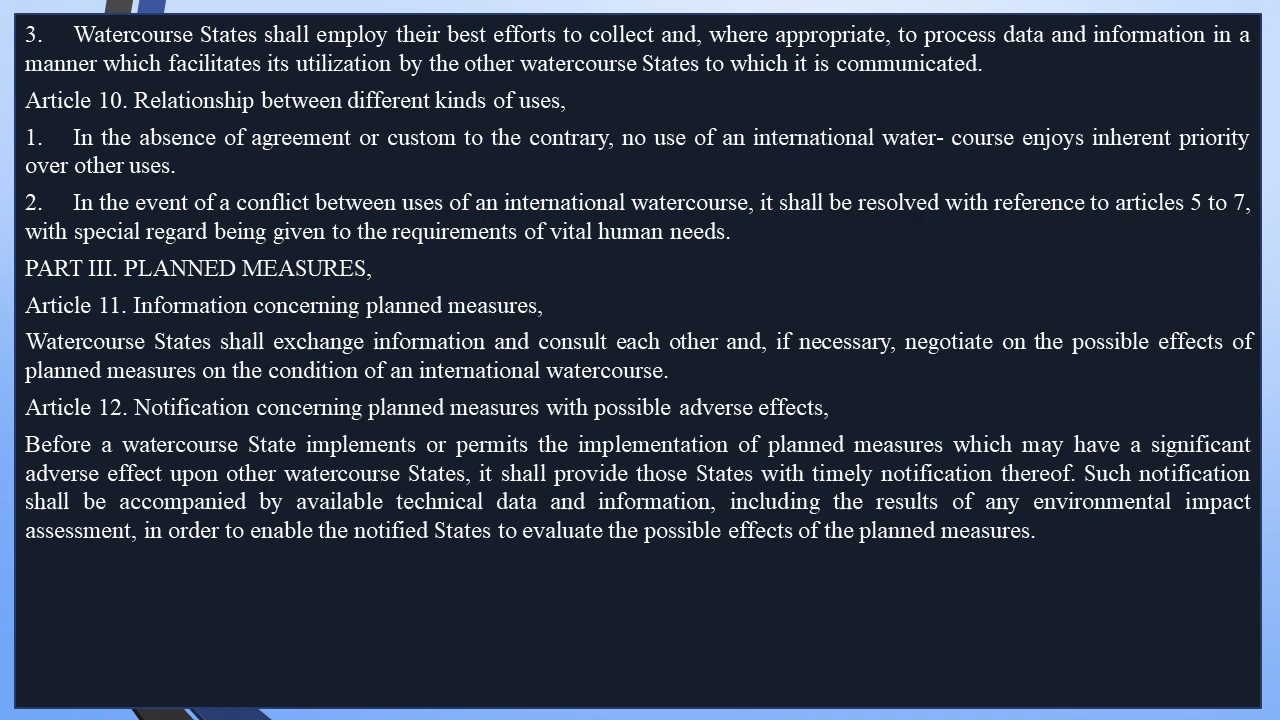 3. Watercourse States shall employ their best efforts to collect and, where appropriate, to process data and information in a
manner which facilitates its utilization by the other watercourse States to which it is communicated.
Article 10. Relationship between different kinds of uses,
1. In the absence of agreement or custom to the contrary, no use of an international water- course enjoys inherent priority
over other uses.
2. In the event of a conflict between uses of an international watercourse, it shall be resolved with reference to articles 5 to 7,
with special regard being given to the requirements of vital human needs.
PART III. PLANNED MEASURES,
Article 11. Information concerning planned measures,
Watercourse States shall exchange information and consult each other and, if necessary, negotiate on the possible effects of
planned measures on the condition of an international watercourse.
Article 12. Notification concerning planned measures with possible adverse effects,
Before a watercourse State implements or permits the implementation of planned measures which may have a significant
adverse effect upon other watercourse States, it shall provide those States with timely notification thereof. Such notification
shall be accompanied by available technical data and information, including the results of any environmental impact
assessment, in order to enable the notified States to evaluate the possible effects of the planned measures.